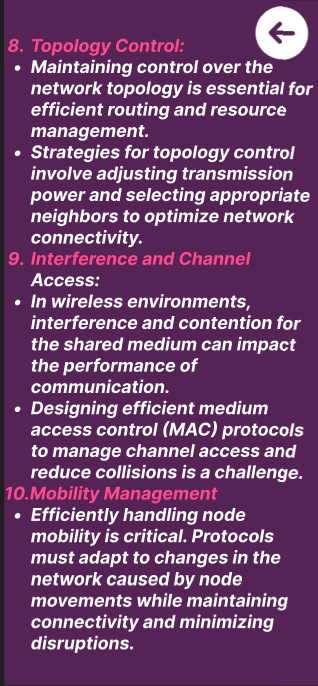 8. Topology Control:
• Maintaining control over the
network topology is essential for
efficient routing and resource
management.
• Strategies for topology control
involve adjusting transmission
power and selecting appropriate
neighbors to optimize network
connectivity.
9. Interference and Channel
Access:
• In wireless environments,
interference and contention for
the shared medium can impact
the performance of
communication.
• Designing efficient medium
access control (MAC) protocols
to manage channel access and
reduce collisions is a challenge.
10.Mobility Management
• Efficiently handling node
mobility is critical. Protocols
must adapt to changes in the
network caused by node
movements while maintaining
connectivity and minimizing
disruptions.